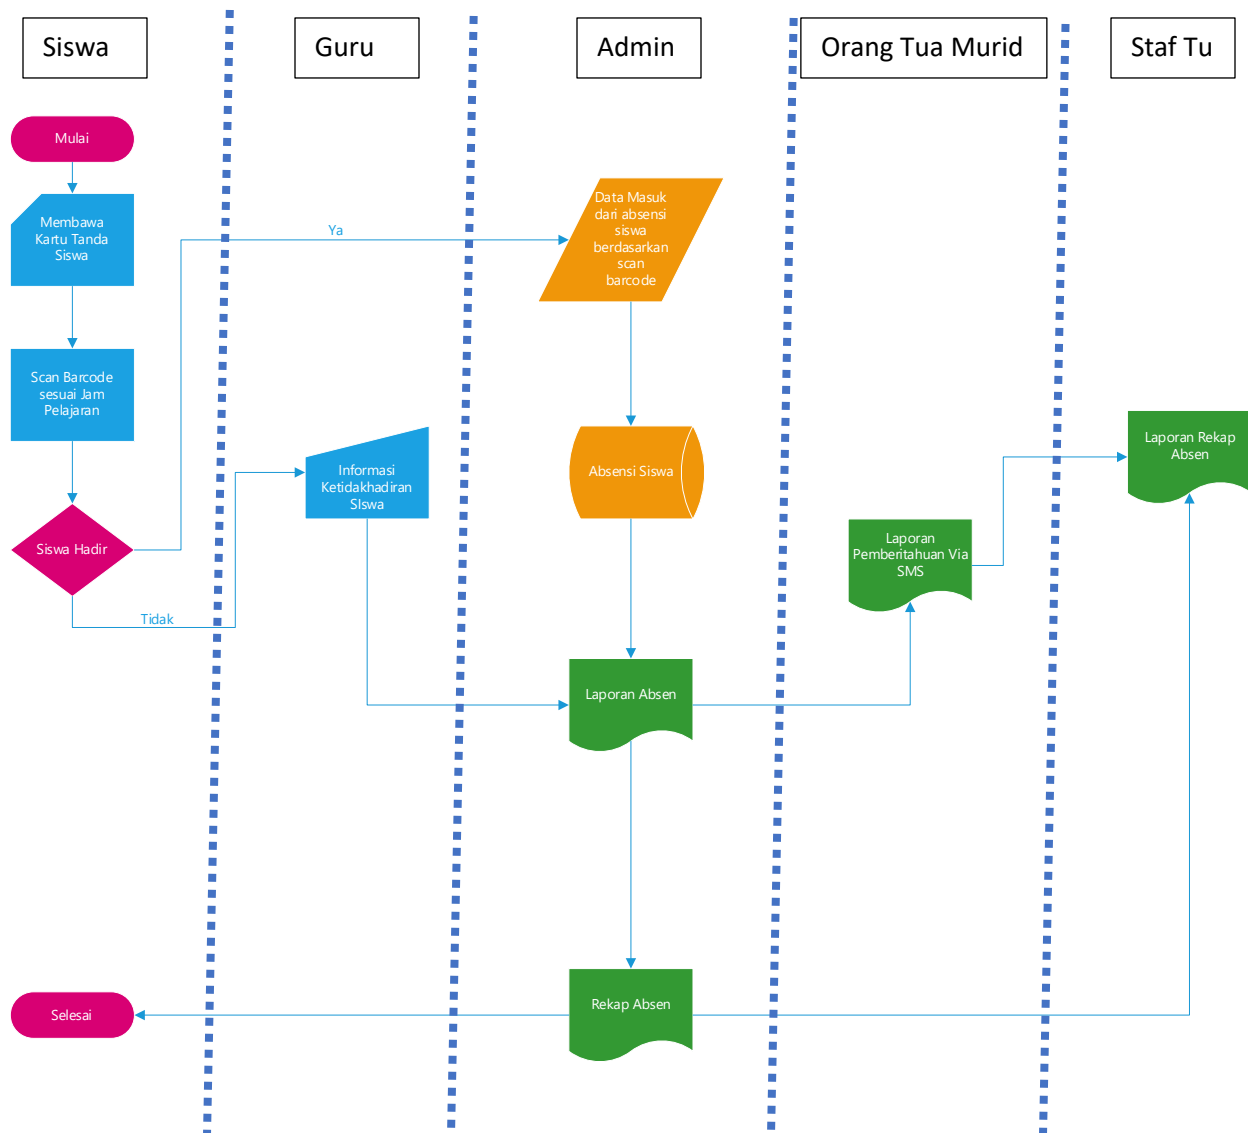 Siswa
Guru
Admin
Orang Tua Murid
Staf Tu
Mulai
Membawa
Kartu Tanda
Siswa
Ya
Data Masuk
dari absensi
siswa
berdasarkan
scan
barcode
Scan Barcode
sesuai Jam
Pelajaran
Informasi
Ketidakhadiran
SIswa
Absensi Siswa
Laporan Rekap
Absen
Siswa Hadir
Tidak
Laporan
Pemberitahuan Via
SMS
Laporan Absen
Selesai
Rekap Absen